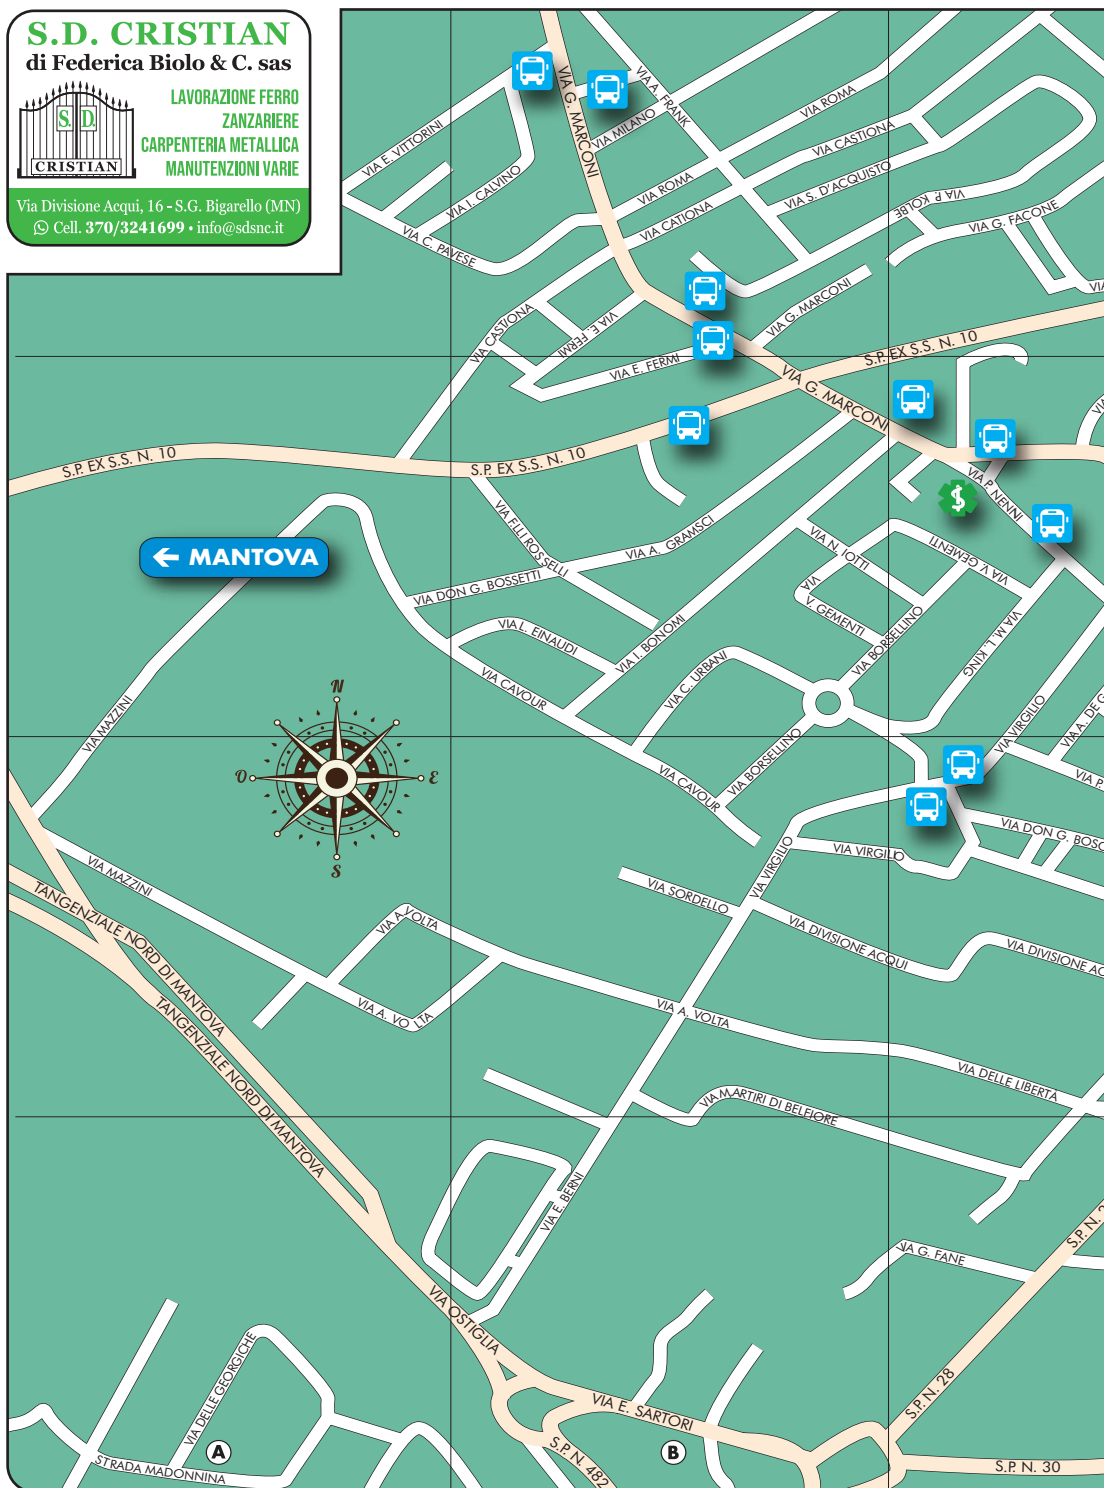 S.D. CRISTIAN
di Federica Biolo & C. sas
S. D.
CRISTIAN
LAVORAZIONE FERRO
ZANZARIERE
CARPENTERIA METALLICA
MANUTENZIONI VARIE
Via Divisione Acqui, 16 - S.G. Bigarello (MN)
Cell. 370/3241699 • info@sdsnc.it
VIA G. MARCONI
VIA A. FRANK
VIA MILANO
VIA ROMA
VIA CASTIONA
VIA E. VITTORINI
VIA I. CALVINO
VIA C. PAVESE
VIA ROMA
VIA CATIONA
VIA S. D'ACQUISTO
VIA P. KOLBE
VIA G. FACONE
VIA
VIA G. MARCONI
VIA CASTIONA
VIA E. FERMI
VIA E. FERMI
S.P. EX S.S. N. 10
VIA G. MARCONI
VIA
S.P. EX S.S. N. 10
S.P. EX S.S. N. 10
VIA P. NENNI
VIA F.LLI ROSSELLI
VIA A. GRAMSCI
VIA N. IOTTI
VIA V. GEMENTI
← MANTOVA
VIA DON G. BOSSETTI
VIA
V. GEMENTI
VIA L. EINAUDI
VIA I. BONOMI
VIA BORSELLINO
VIA M. L. KING
VIA C. URBANI
VIA CAVOUR
VIA MAZZINI
VIA VIRGILIO
VIA A. DE G
VIA BORSELLINO
VIA CAVOUR
VIA P.
N
O
E
S
VIA DON G. BOSC
VIA VIRGILIO
VIA VIRGILIO
VIA MAZZINI
VIA SORDELLO
VIA DIVISIONE ACQUI
VIA DIVISIONE AC
TANGENZIALE NORD DI MANTOVA
VIA A.VOLTA
VIA A. VOLTA
VIA A. VOLTA
TANGENZIALE NORD DI MANTOVA
VIA DELLE LIBERTA
VIA MARTIRI DI BELFIORE
VIA E. BERNI
S.P. N. 2
VIA G. FANE
VIA OSTIGLIA
VIA DELLE GEORGICHE
VIA E. SARTORI
S.P. N. 28
STRADA MADONNINA
A
B
S.P. N. 482
S.P. N. 30